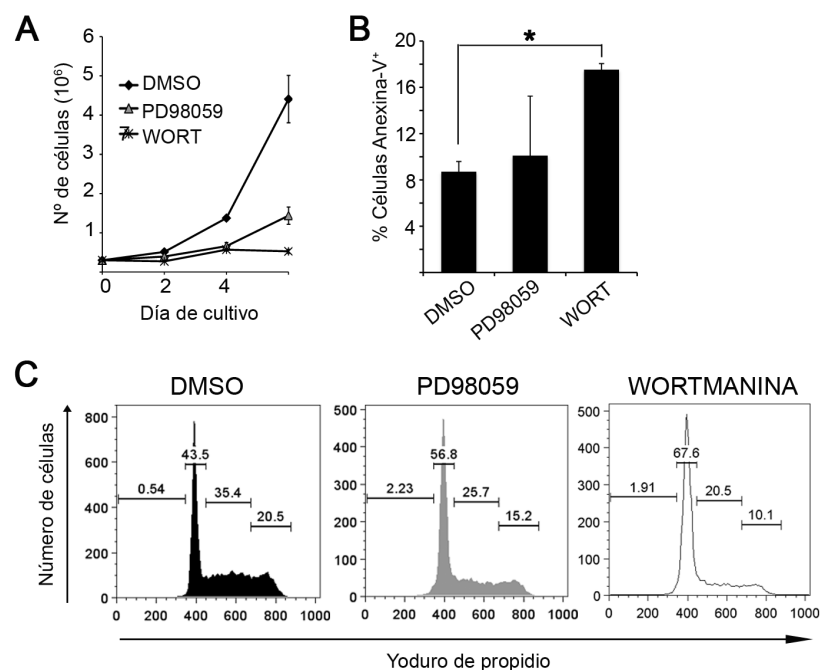 A
6
5
4
3
2
1
Nº de células (10⁶)
DMSO
PD98059
WORT
0 2 4
Día de cultivo
B
20
16
12
8
4
% Células Anexina-V⁺
*
DMSO
PD98059
WORT
C
DMSO
800
600
400
200
0
0.54
43.5
35.4
20.5
0 200 400 600 800 1000
PD98059
500
400
300
200
100
0
2.23
56.8
25.7
15.2
0 200 400 600 800 1000
WORTMANINA
500
400
300
200
100
0
1.91
67.6
20.5
10.1
0 200 400 600 800 1000
Número de células
Yoduro de propidio